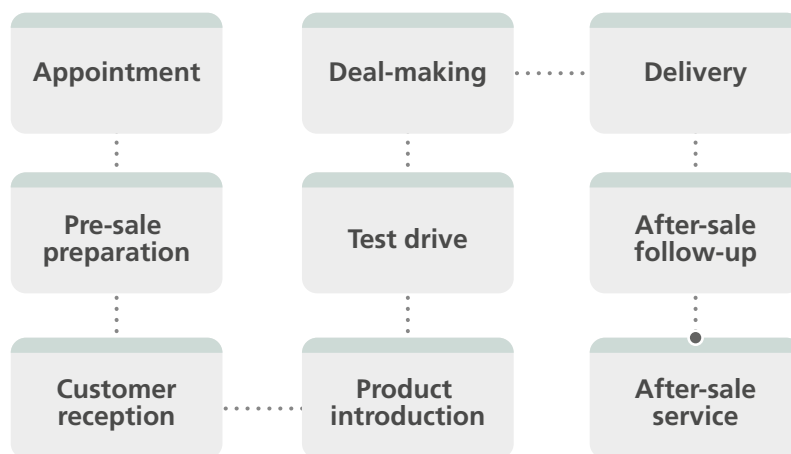 Appointment
Pre-sale
preparation
Customer
reception
Product
introduction
Test drive
Deal-making
Delivery
After-sale
follow-up
After-sale
service